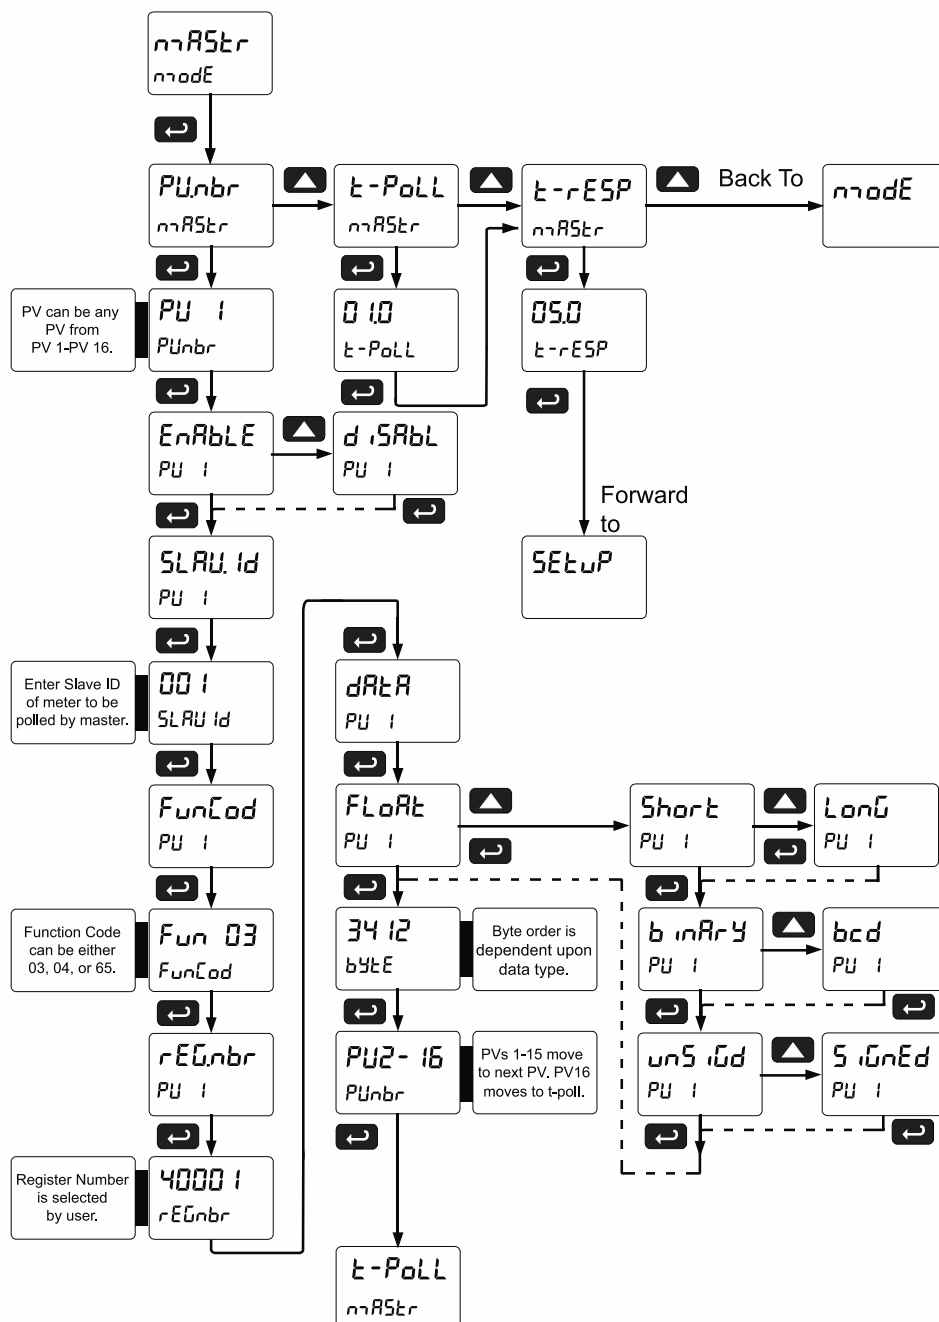 mAStr
modE
PV.nbr
mAStr
t-PoLL
mAStr
t-rESP
mAStr
Back To
modE
PV can be any
PV from
PV 1-PV 16.
PV 1
PVnbr
01.0
t-PoLL
05.0
t-rESP
EnAbLE
PV 1
diSAbL
PV 1
Forward
to
SLAV.Id
PV 1
SEtuP
Enter Slave ID
of meter to be
polled by master.
001
SLAVId
dAtA
PV 1
FunCod
PV 1
FLoAt
PV 1
Short
PV 1
LonG
PV 1
Function Code
can be either
03, 04, or 65.
Fun 03
FunCod
3412
bytE
Byte order is
dependent upon
data type.
binAry
PV 1
bcd
PV 1
rEG.nbr
PV 1
PV2-16
PVnbr
PVs 1-15 move
to next PV. PV16
moves to t-poll.
unSiGd
PV 1
SiGnEd
PV 1
Register Number
is selected
by user.
40001
rEGnbr
t-PoLL
mAStr